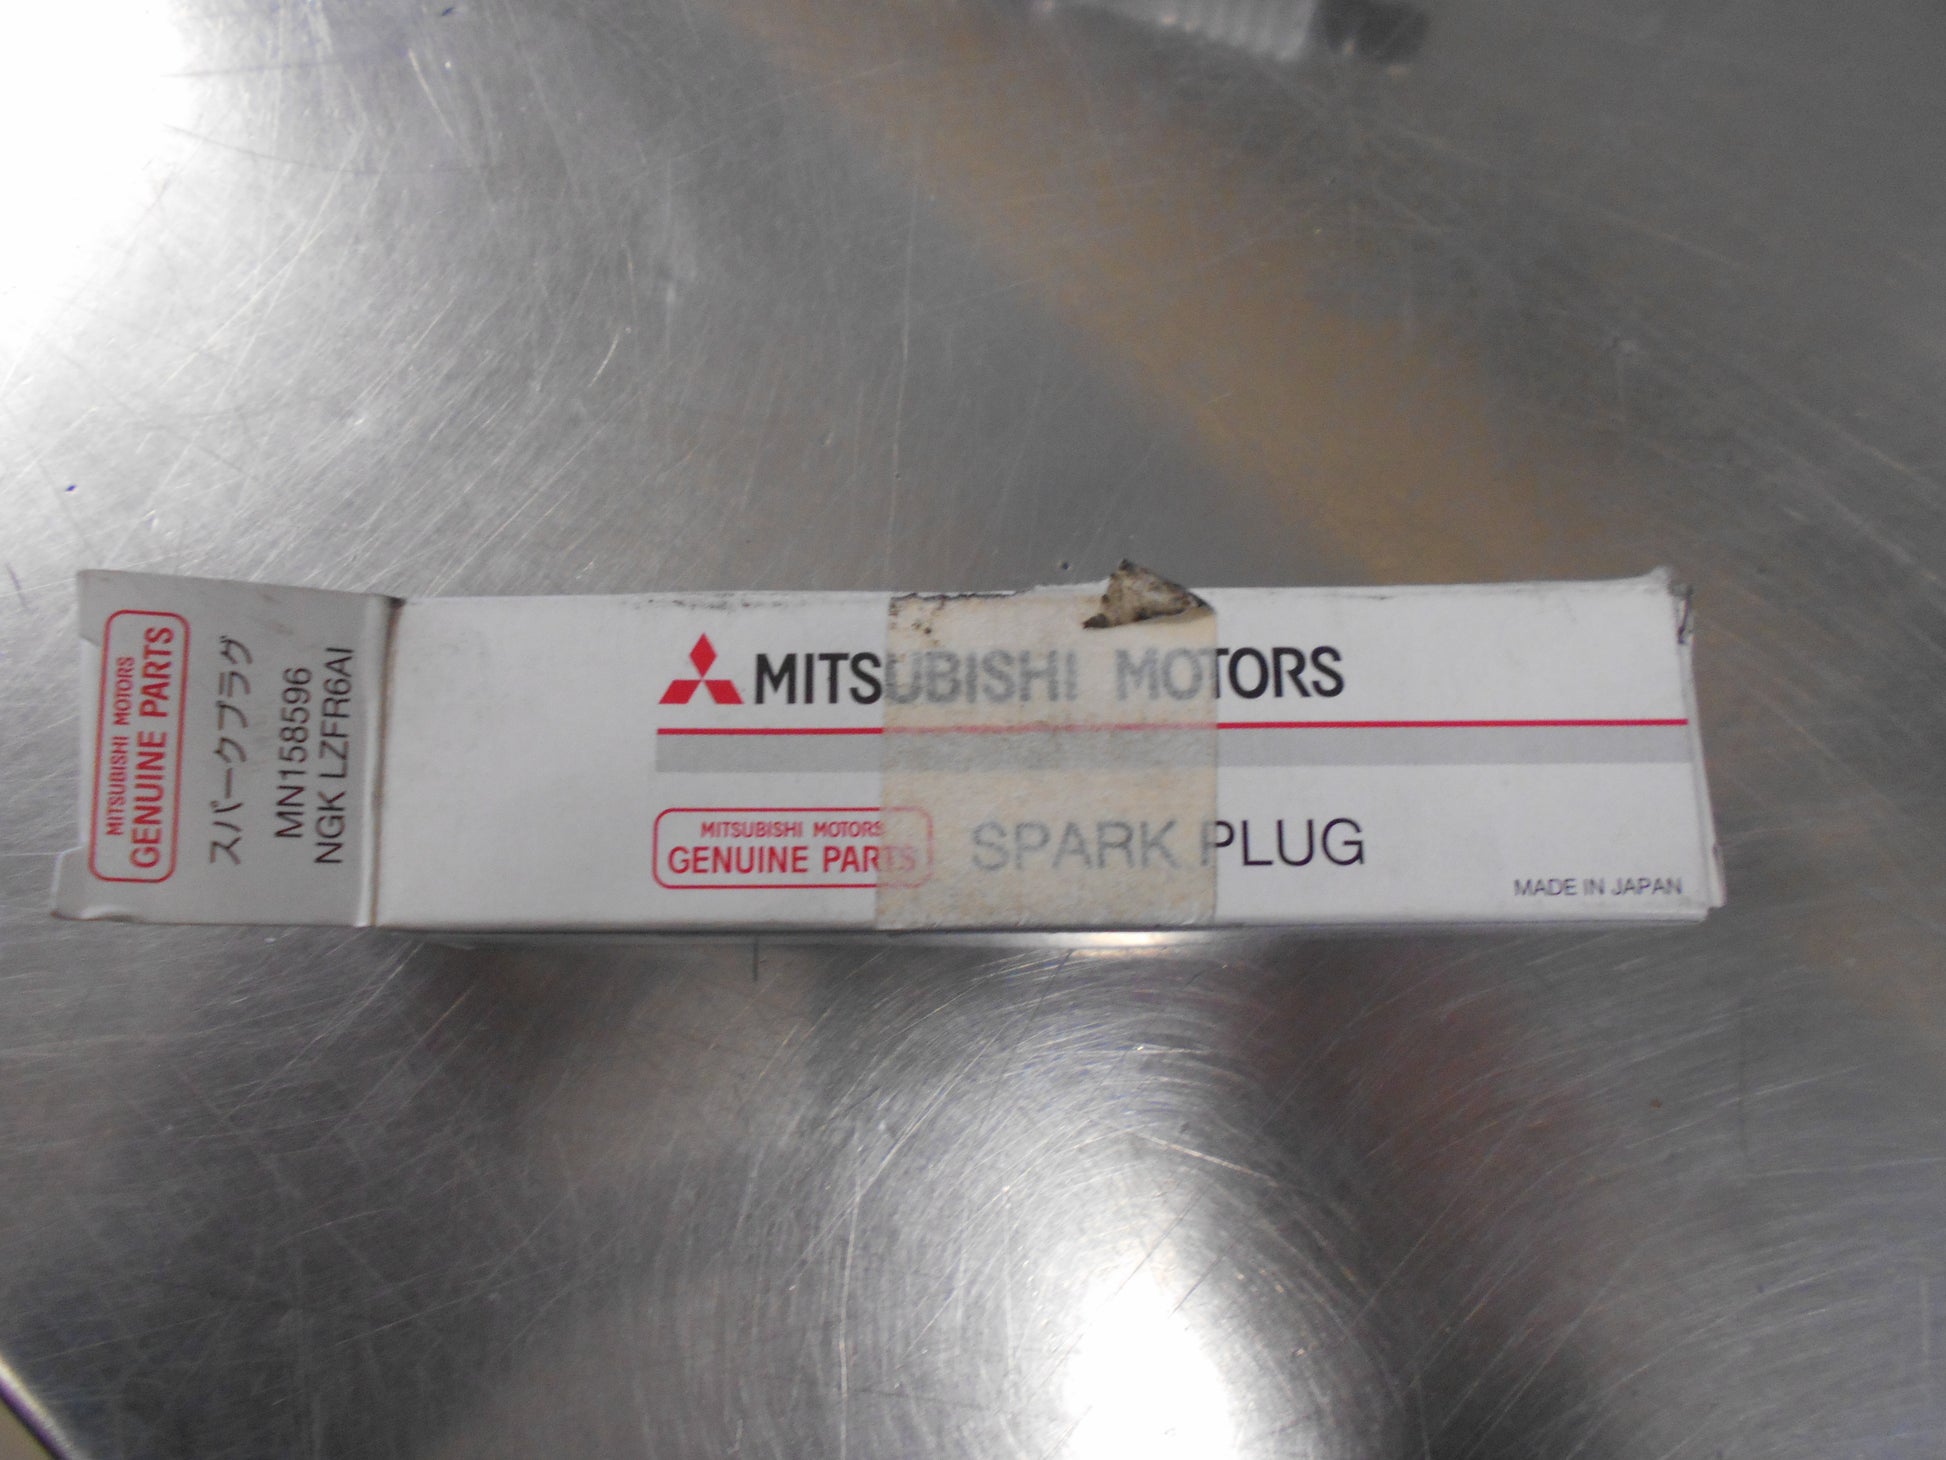 MITSUBISHI MOTORS
GENUINE PARTS
スパークプラグ
MN158596
NGK LZFR6AI
MITSUBISHI MOTORS
MITSUBISHI MOTORS
GENUINE PARTS
SPARK PLUG
MADE IN JAPAN